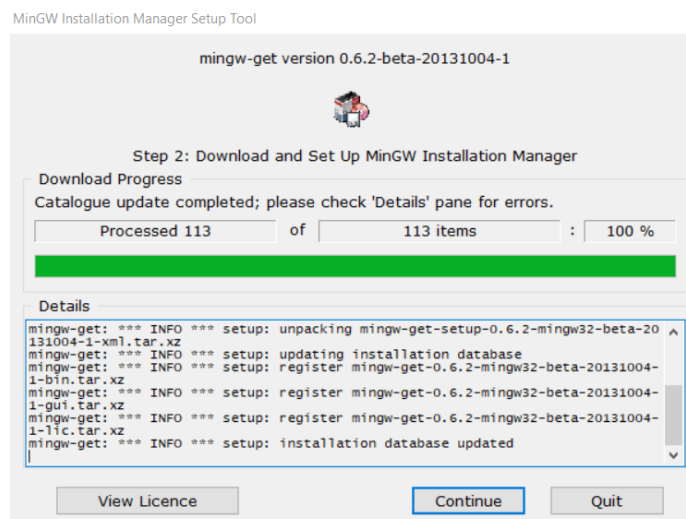 MinGW Installation Manager Setup Tool
mingw-get version 0.6.2-beta-20131004-1
Step 2: Download and Set Up MinGW Installation Manager
Download Progress
Catalogue update completed; please check 'Details' pane for errors.
Processed 113 of 113 items : 100 %
Details
mingw-get: *** INFO *** setup: unpacking mingw-get-setup-0.6.2-mingw32-beta-20
131004-1-xml.tar.xz
mingw-get: *** INFO *** setup: updating installation database
mingw-get: *** INFO *** setup: register mingw-get-0.6.2-mingw32-beta-20131004-
1-bin.tar.xz
mingw-get: *** INFO *** setup: register mingw-get-0.6.2-mingw32-beta-20131004-
1-gui.tar.xz
mingw-get: *** INFO *** setup: register mingw-get-0.6.2-mingw32-beta-20131004-
1-lic.tar.xz
mingw-get: *** INFO *** setup: installation database updated
View Licence Continue Quit